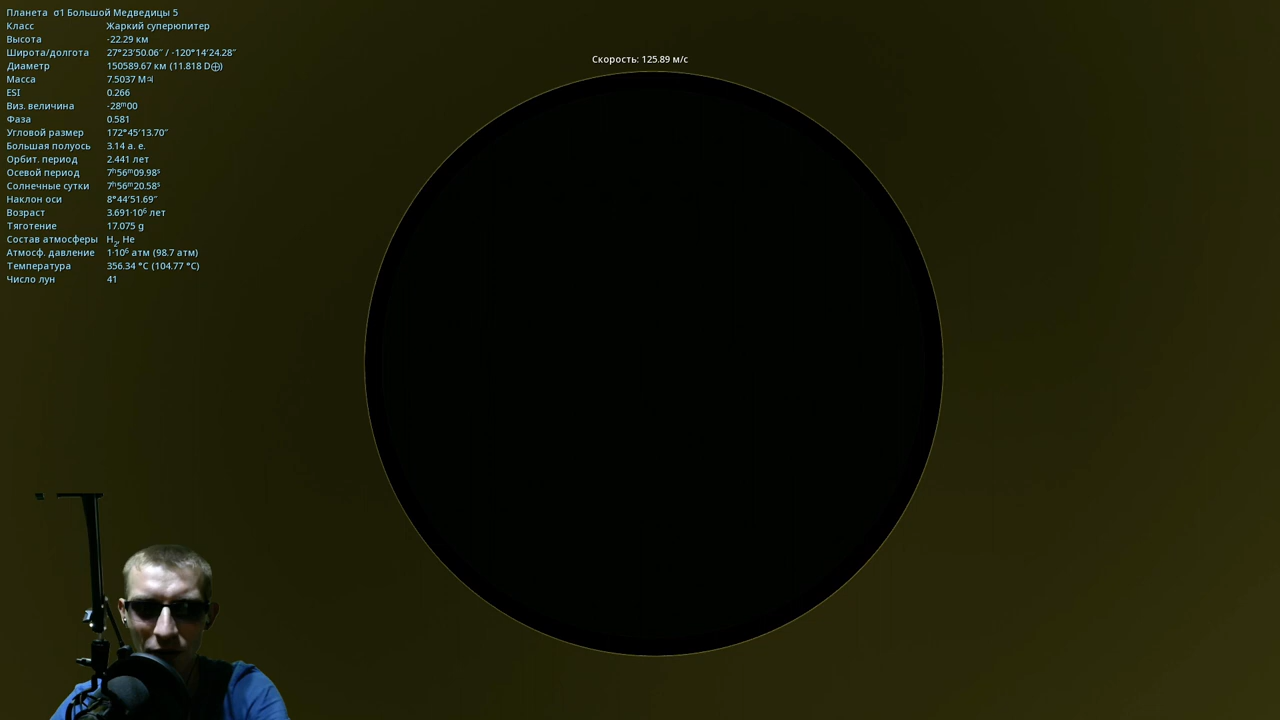 Планета σ1 Большой Медведицы 5
Класс Жаркий суперюпитер
Высота -22.29 км
Широта/долгота 27°23′50.06″ / -120°14′24.28″
Диаметр 150589.67 км (11.818 D⊕)
Масса 7.5037 M♃
ESI 0.266
Виз. величина -28ᵐ00
Фаза 0.581
Угловой размер 172°45′13.70″
Большая полуось 3.14 а. е.
Орбит. период 2.441 лет
Осевой период 7ʰ56ᵐ09.98ˢ
Солнечные сутки 7ʰ56ᵐ20.58ˢ
Наклон оси 8°44′51.69″
Возраст 3.691·10⁶ лет
Тяготение 17.075 g
Состав атмосферы H₂, He
Атмосф. давление 1·10⁶ атм (98.7 атм)
Температура 356.34 °C (104.77 °C)
Число лун 41
Скорость: 125.89 м/с